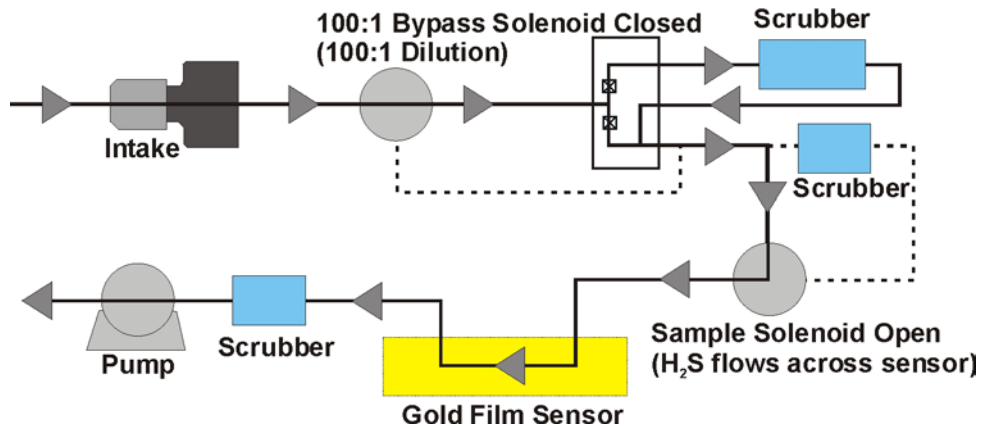 100:1 Bypass Solenoid Closed
(100:1 Dilution)
Scrubber
Intake
Scrubber
Sample Solenoid Open
(H₂S flows across sensor)
Scrubber
Pump
Gold Film Sensor